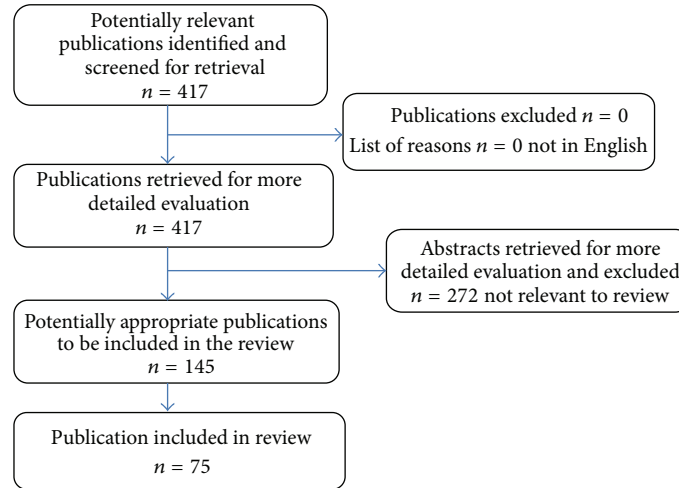 Potentially relevant
publications identified and
screened for retrieval
n = 417
Publications excluded n = 0
List of reasons n = 0 not in English
Publications retrieved for more
detailed evaluation
n = 417
Abstracts retrieved for more
detailed evaluation and excluded
n = 272 not relevant to review
Potentially appropriate publications
to be included in the review
n = 145
Publication included in review
n = 75